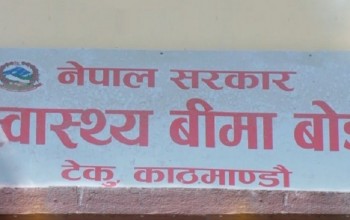 नेपाल सरकार
स्वास्थ्य बीमा बोर्ड
टेकु, काठमाण्डौ